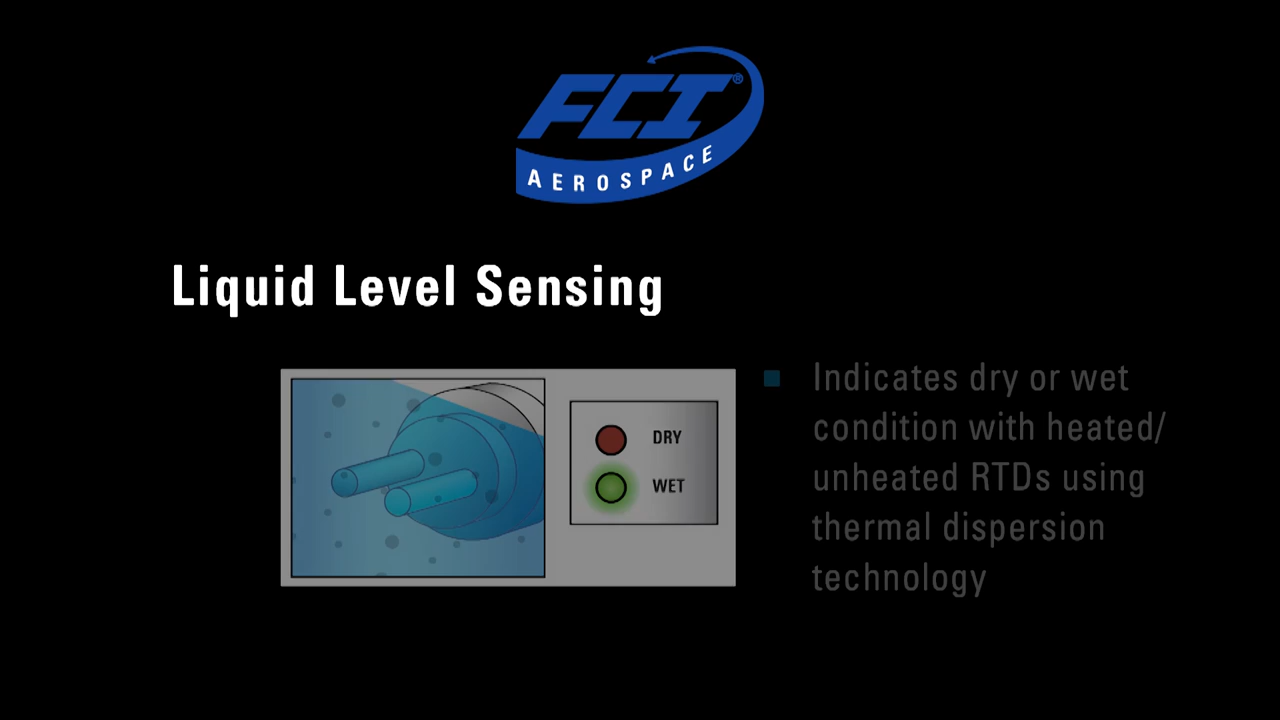 FCI®
AEROSPACE
Liquid Level Sensing
DRY
WET
Indicates dry or wet
condition with heated/
unheated RTDs using
thermal dispersion
technology